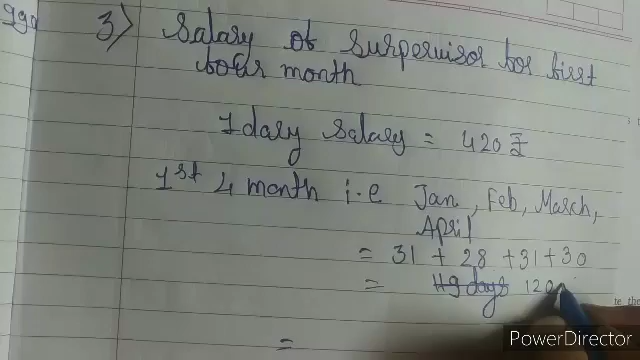 3) Salary of surpervisor for first
four month
1 day salary = 420 ₹
1st 4 month i.e Jan, Feb, March,
April
= 31 + 28 + 31 + 30
= 119 days 120
=
PowerDirector